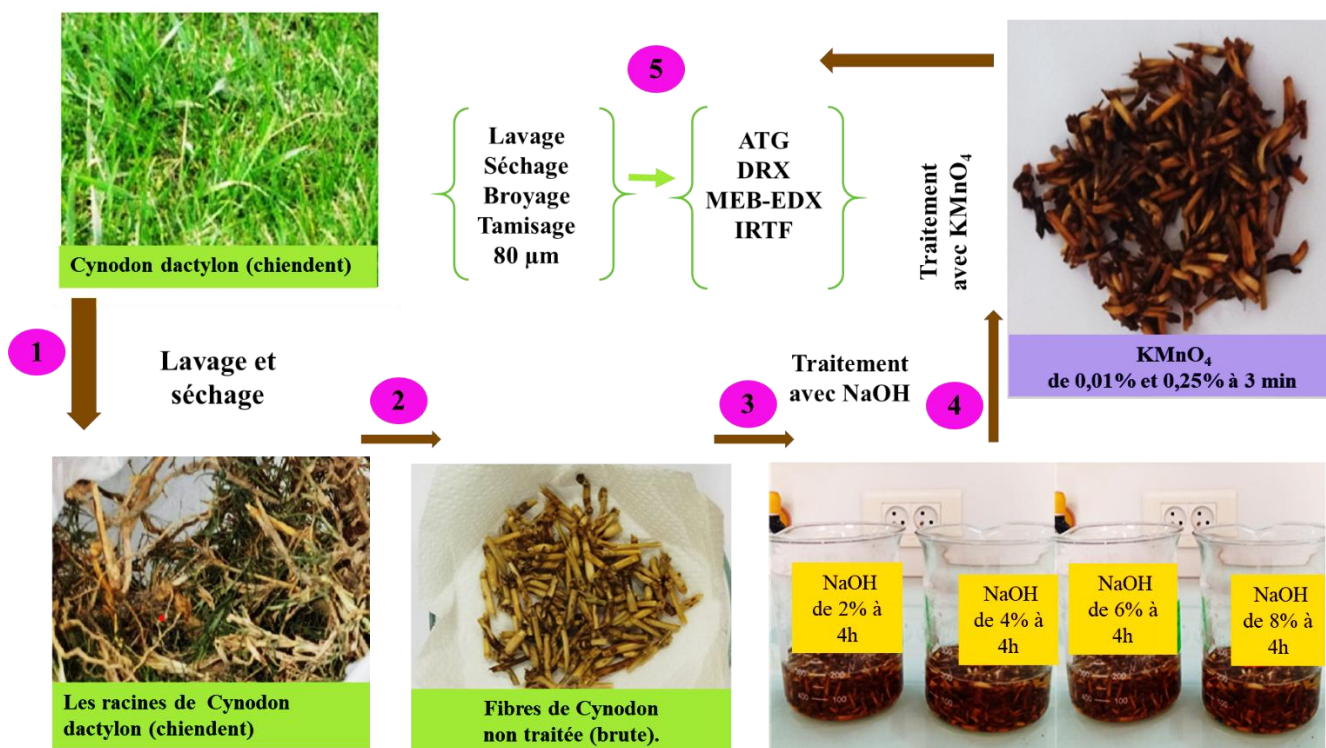 Cynodon dactylon (chiendent)
1
Lavage et
séchage
Les racines de Cynodon
dactylon (chiendent)
2
Fibres de Cynodon
non traitée (brute).
3
Traitement
avec NaOH
NaOH
de 2% à
4h
NaOH
de 4% à
4h
NaOH
de 6% à
4h
NaOH
de 8% à
4h
4
Traitement
avec KMnO₄
KMnO₄
de 0,01% et 0,25% à 3 min
5
Lavage
Séchage
Broyage
Tamisage
80 µm
ATG
DRX
MEB-EDX
IRTF